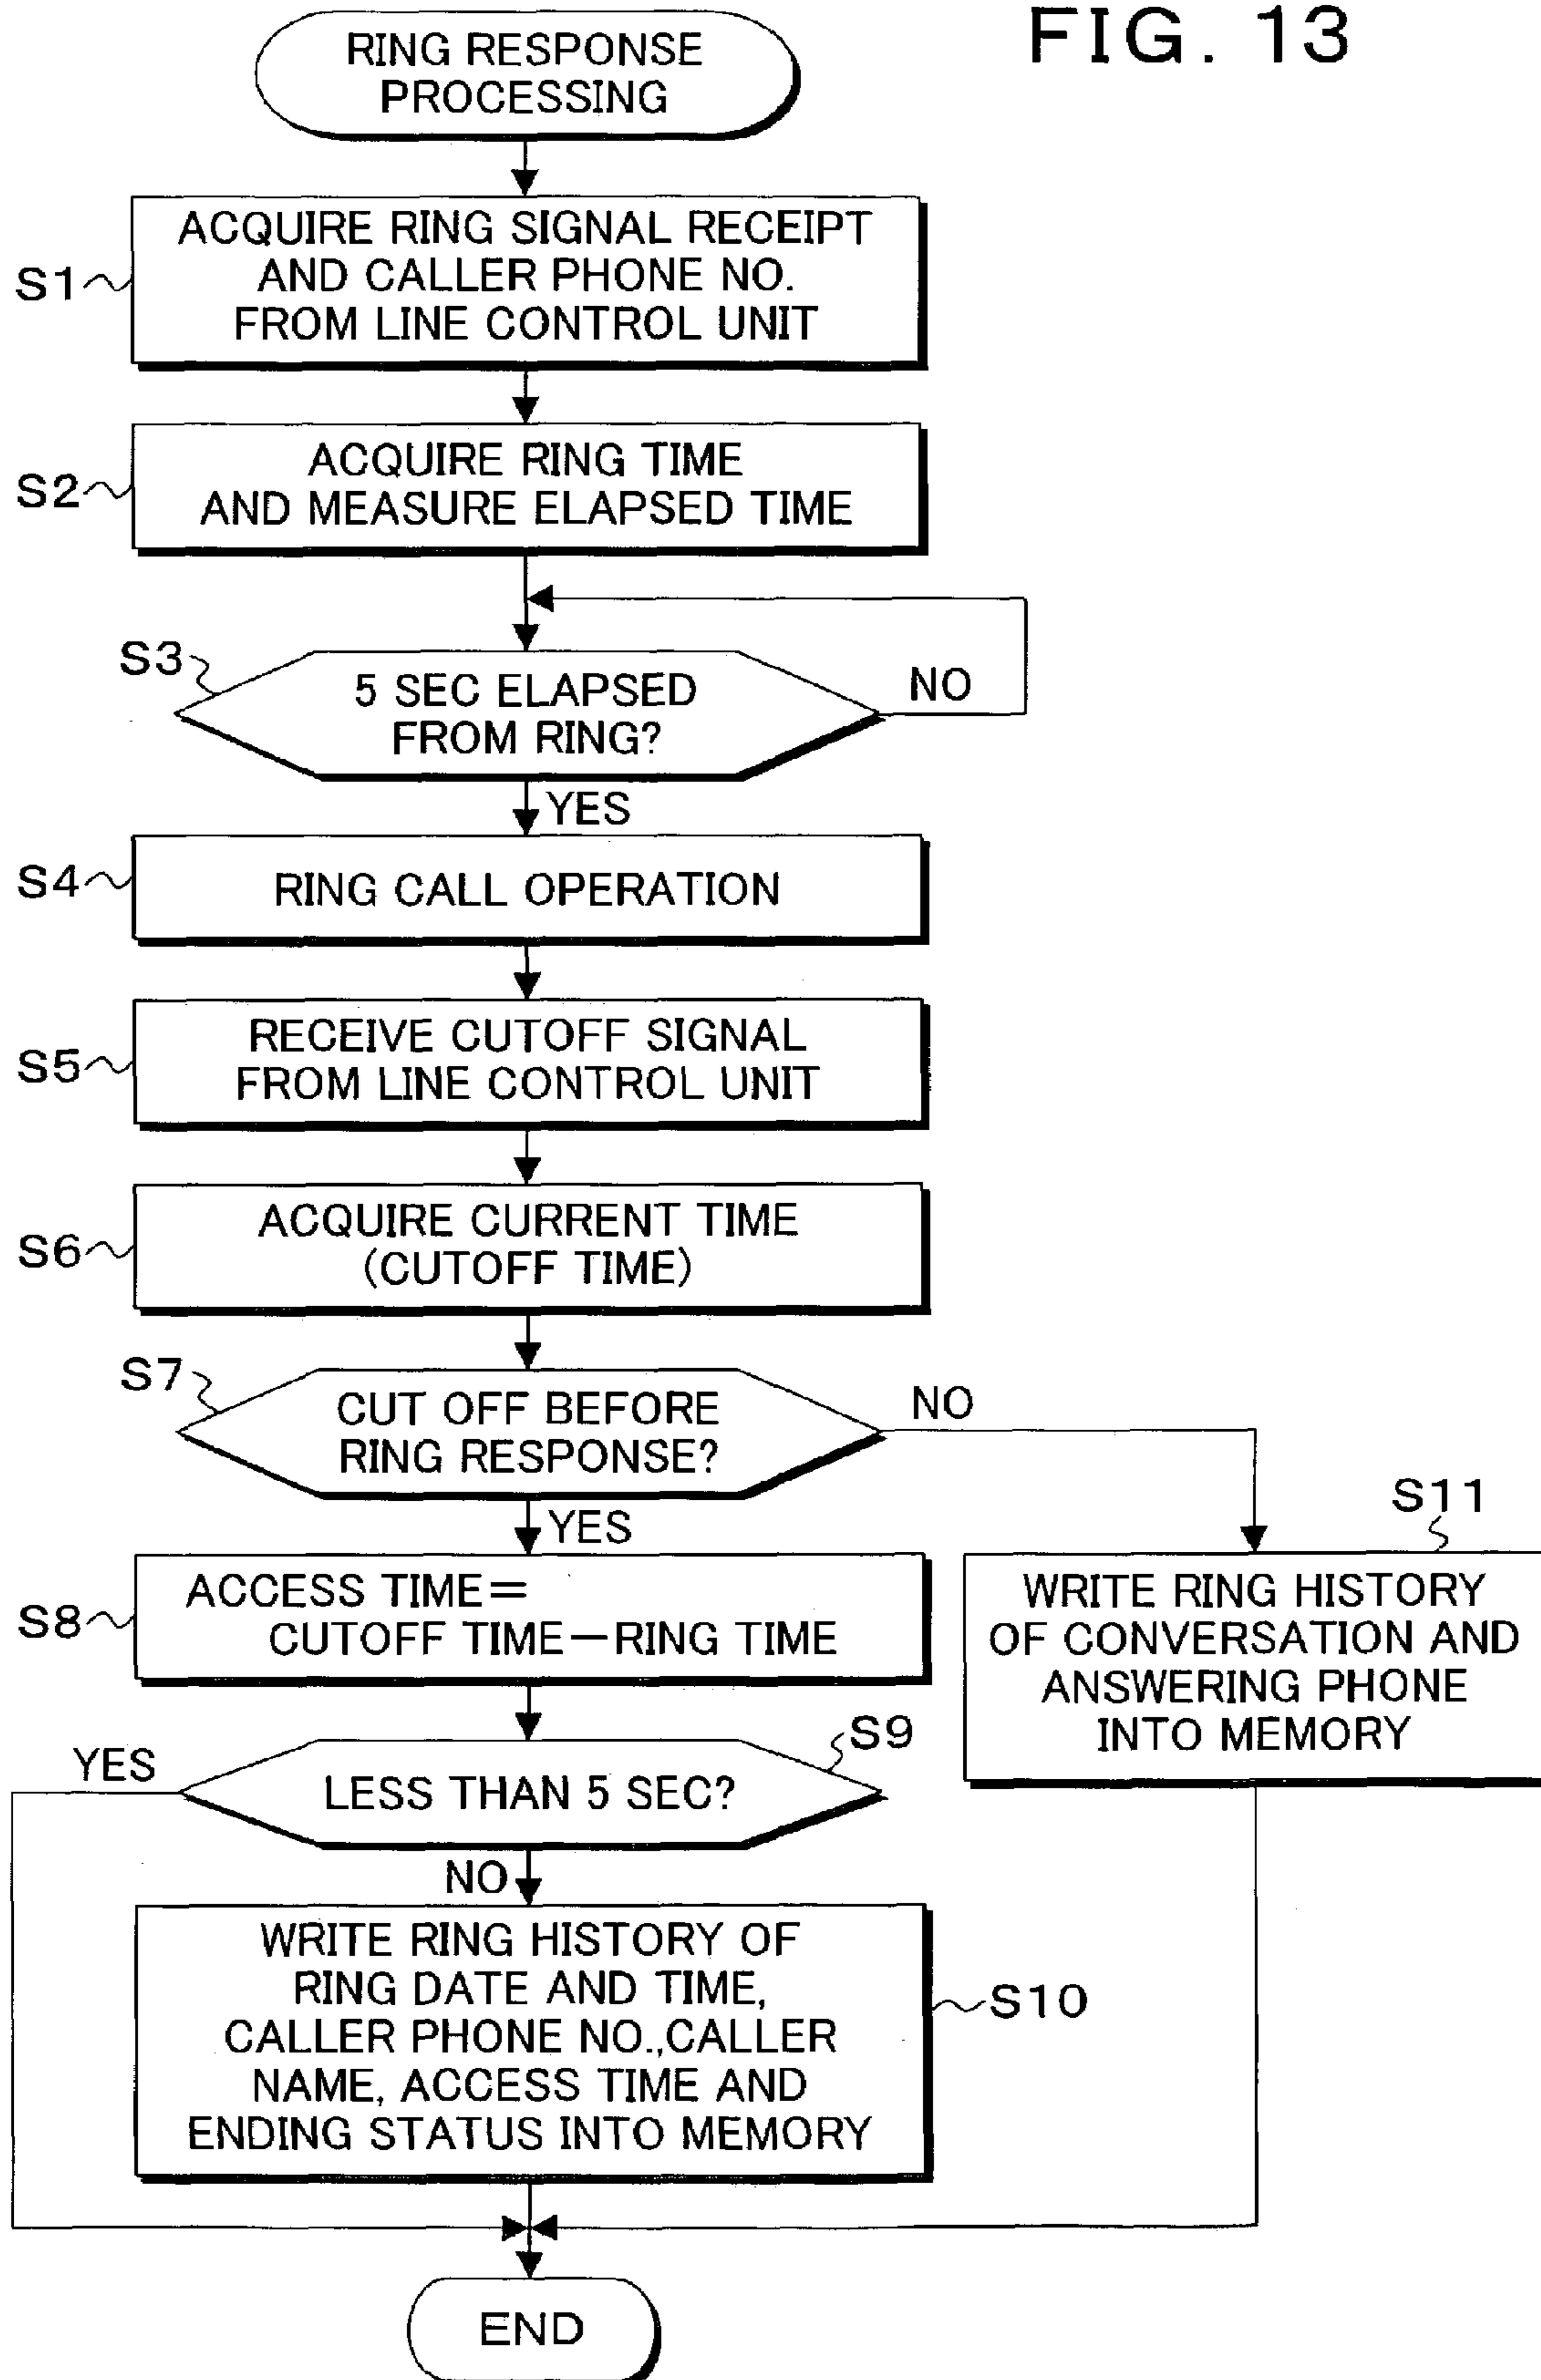 FIG. 13
RING RESPONSE
PROCESSING
S1
ACQUIRE RING SIGNAL RECEIPT
AND CALLER PHONE NO.
FROM LINE CONTROL UNIT
S2
ACQUIRE RING TIME
AND MEASURE ELAPSED TIME
S3
5 SEC ELAPSED
FROM RING?
NO
YES
S4
RING CALL OPERATION
S5
RECEIVE CUTOFF SIGNAL
FROM LINE CONTROL UNIT
S6
ACQUIRE CURRENT TIME
(CUTOFF TIME)
S7
CUT OFF BEFORE
RING RESPONSE?
NO
YES
S11
WRITE RING HISTORY
OF CONVERSATION AND
ANSWERING PHONE
INTO MEMORY
S8
ACCESS TIME=
CUTOFF TIME—RING TIME
S9
LESS THAN 5 SEC?
YES
NO
WRITE RING HISTORY OF
RING DATE AND TIME,
CALLER PHONE NO.,CALLER
NAME, ACCESS TIME AND
ENDING STATUS INTO MEMORY
S10
END